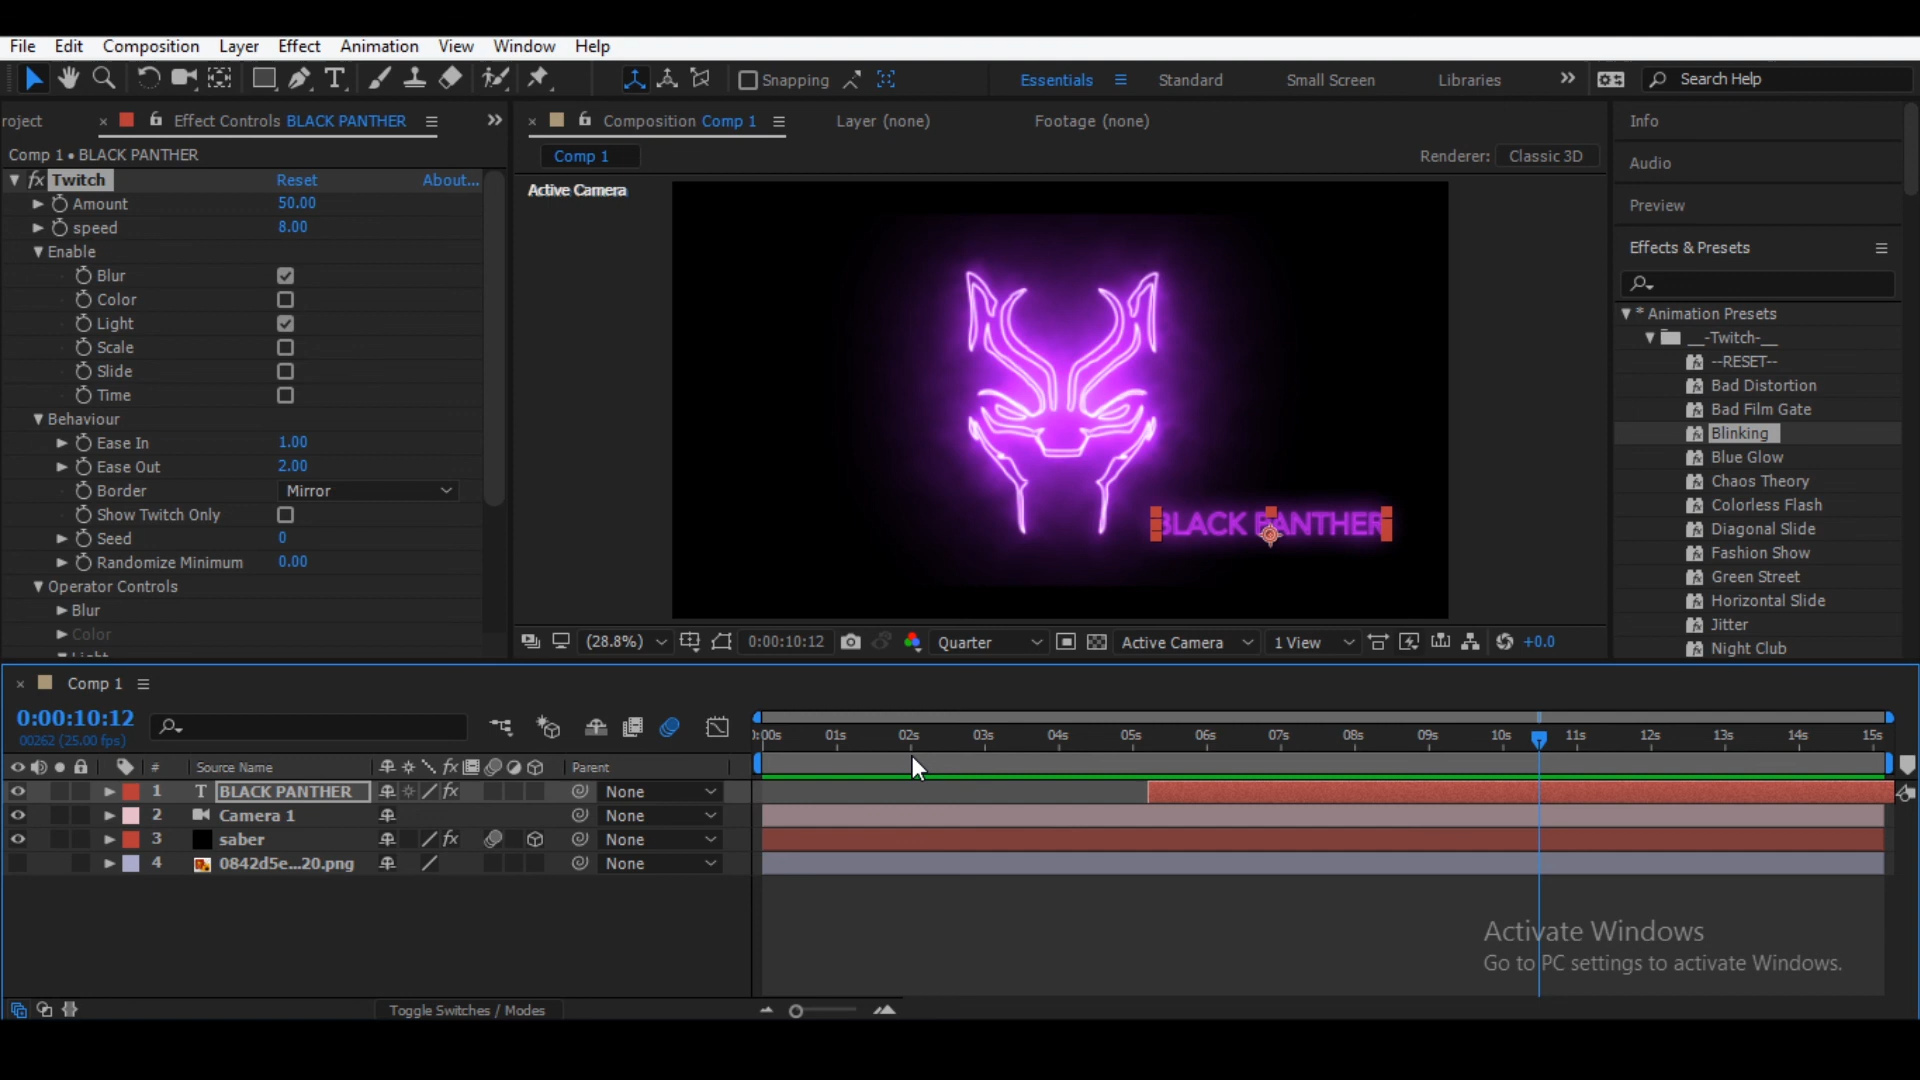 File Edit Composition Layer Effect Animation View Window Help
Snapping Essentials Standard Small Screen Libraries Search Help
roject Effect Controls BLACK PANTHER
Composition Comp 1 Layer (none) Footage (none)
Comp 1 • BLACK PANTHER
Comp 1 Renderer: Classic 3D
Active Camera
fx Twitch Reset About...
Amount 50.00
speed 8.00
Enable
Blur
Color
Light
Scale
Slide
Time
Behaviour
Ease In 1.00
Ease Out 2.00
Border Mirror
Show Twitch Only
Seed 0
Randomize Minimum 0.00
Operator Controls
Blur
Color
BLACK PANTHER
(28.8%) 0:00:10:12 Quarter Active Camera 1 View +0.0
Info
Audio
Preview
Effects & Presets
* Animation Presets
__-Twitch-__
--RESET--
Bad Distortion
Bad Film Gate
Blinking
Blue Glow
Chaos Theory
Colorless Flash
Diagonal Slide
Fashion Show
Green Street
Horizontal Slide
Jitter
Night Club
Comp 1
0:00:10:12
00262 (25.00 fps)
):00s 01s 02s 03s 04s 05s 06s 07s 08s 09s 10s 11s 12s 13s 14s 15s
# Source Name fx Parent
1 T BLACK PANTHER fx None
2 Camera 1 None
3 saber fx None
4 0842d5e...20.png None
Activate Windows
Go to PC settings to activate Windows.
Toggle Switches / Modes